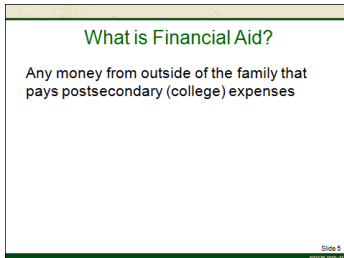 What is Financial Aid?
Any money from outside of the family that
pays postsecondary (college) expenses
Slide 5